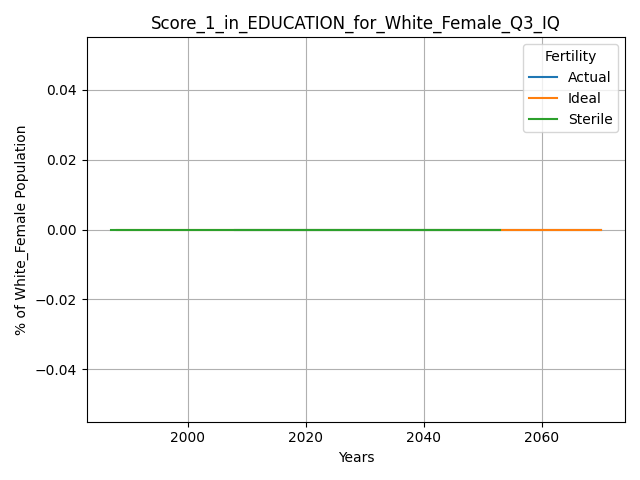 Score_1_in_EDUCATION_for_White_Female_Q3_IQ
Fertility
Actual
Ideal
Sterile
% of White_Female Population
0.04
0.02
0.00
−0.02
−0.04
2000 2020 2040 2060
Years